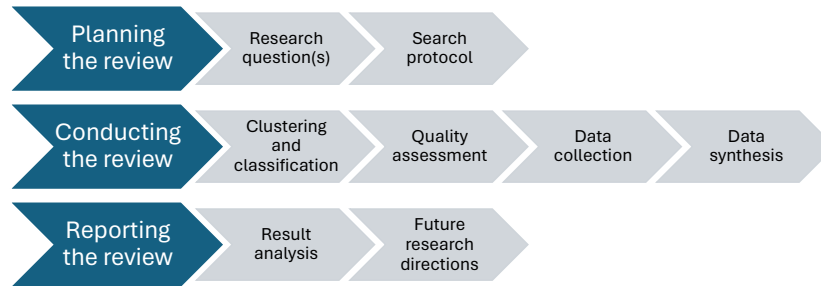 Planning
the review
Research
question(s)
Search
protocol
Conducting
the review
Clustering
and
classification
Quality
assessment
Data
collection
Data
synthesis
Reporting
the review
Result
analysis
Future
research
directions